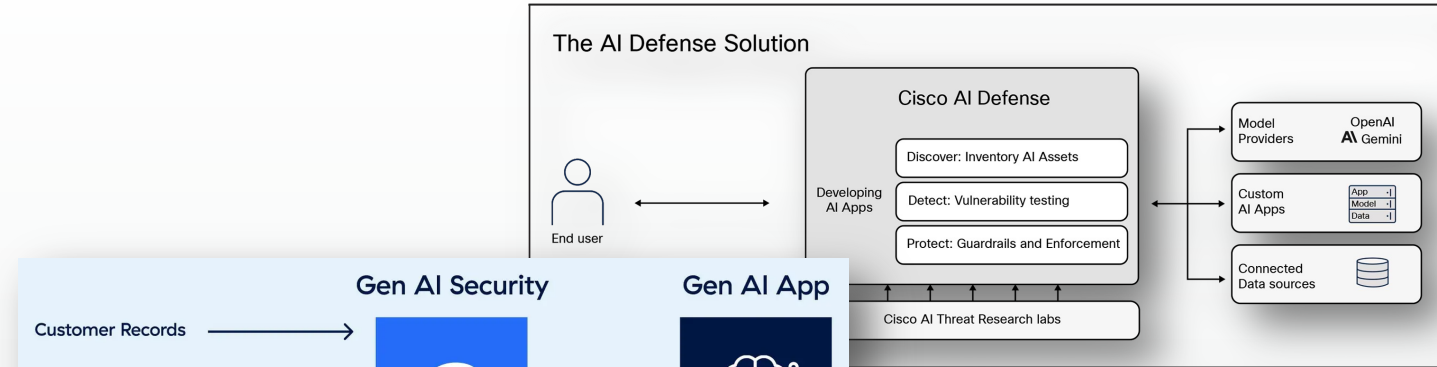 The AI Defense Solution
Cisco AI Defense
Discover: Inventory AI Assets
Developing
AI Apps
Detect: Vulnerability testing
Protect: Guardrails and Enforcement
End user
Model
Providers
OpenAI
A\ Gemini
Custom
AI Apps
App
Model
Data
Connected
Data sources
Cisco AI Threat Research labs
Gen AI Security
Gen AI App
Customer Records